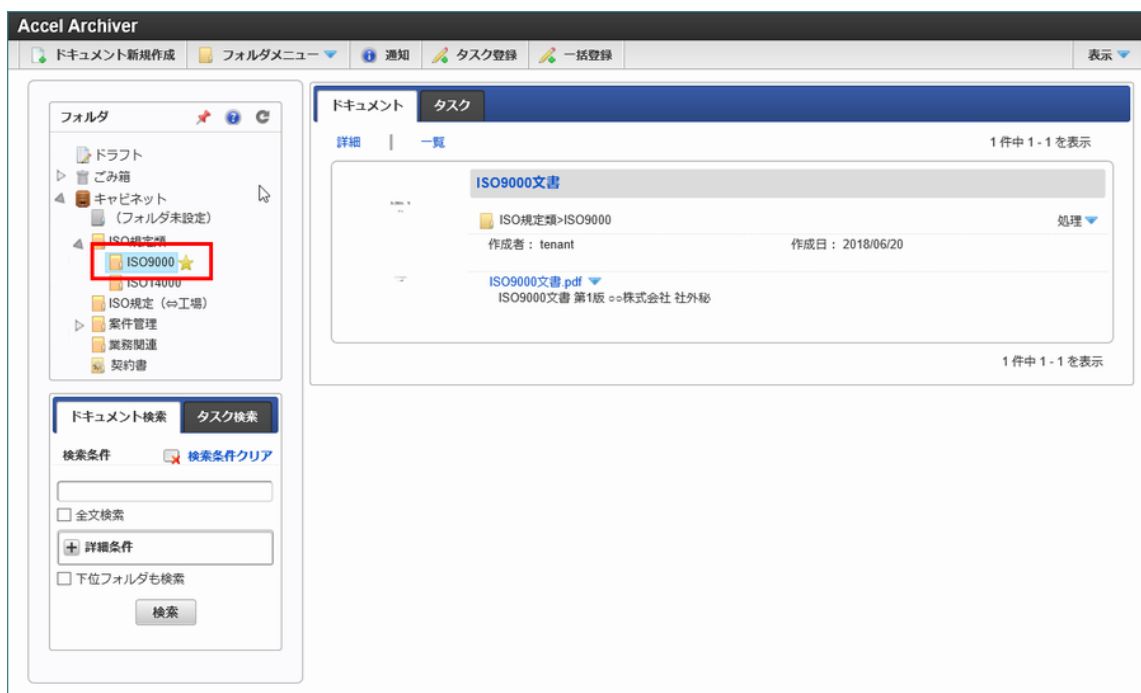 Accel Archiver
ドキュメント新規作成 フォルダメニュー 通知 タスク登録 一括登録 表示
フォルダ
ドラフト
ごみ箱
キャビネット
（フォルダ未設定）
ISO規定類
ISO9000
ISO14000
ISO規定（⇔工場）
案件管理
業務関連
契約書
ドキュメント検索 タスク検索
検索条件 検索条件クリア
全文検索
詳細条件
下位フォルダも検索
検索
ドキュメント タスク
詳細 | 一覧 1 件中 1 - 1 を表示
ISO9000文書
ISO規定類>ISO9000 処理
作成者： tenant 作成日： 2018/06/20
ISO9000文書.pdf
ISO9000文書 第1版 ○○株式会社 社外秘
1 件中 1 - 1 を表示